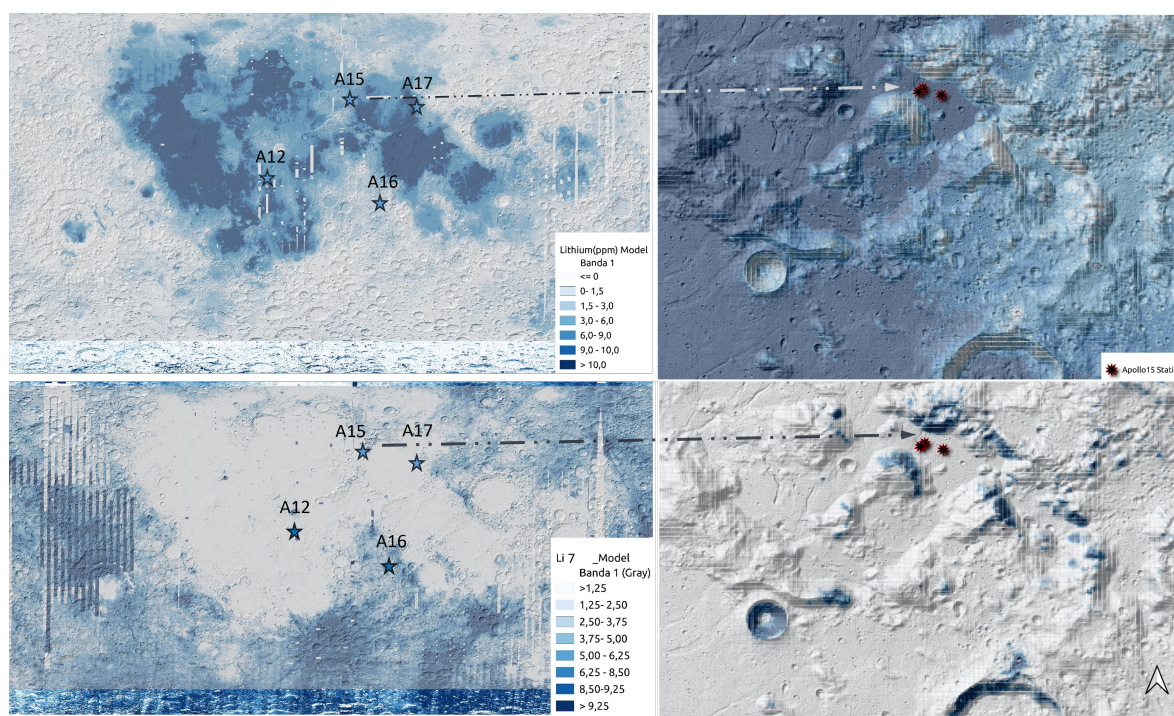 A15
A17
A12
A16
Lithium(ppm) Model
Banda 1
<= 0
0- 1,5
1,5 - 3,0
3,0 - 6,0
6,0- 9,0
9,0 - 10,0
> 10,0
Apollo15 Stati
A15
A17
A12
A16
Li 7 _Model
Banda 1 (Gray)
>1,25
1,25- 2,50
2,50- 3,75
3,75- 5,00
5,00 - 6,25
6,25 - 8,50
8,50-9,25
> 9,25